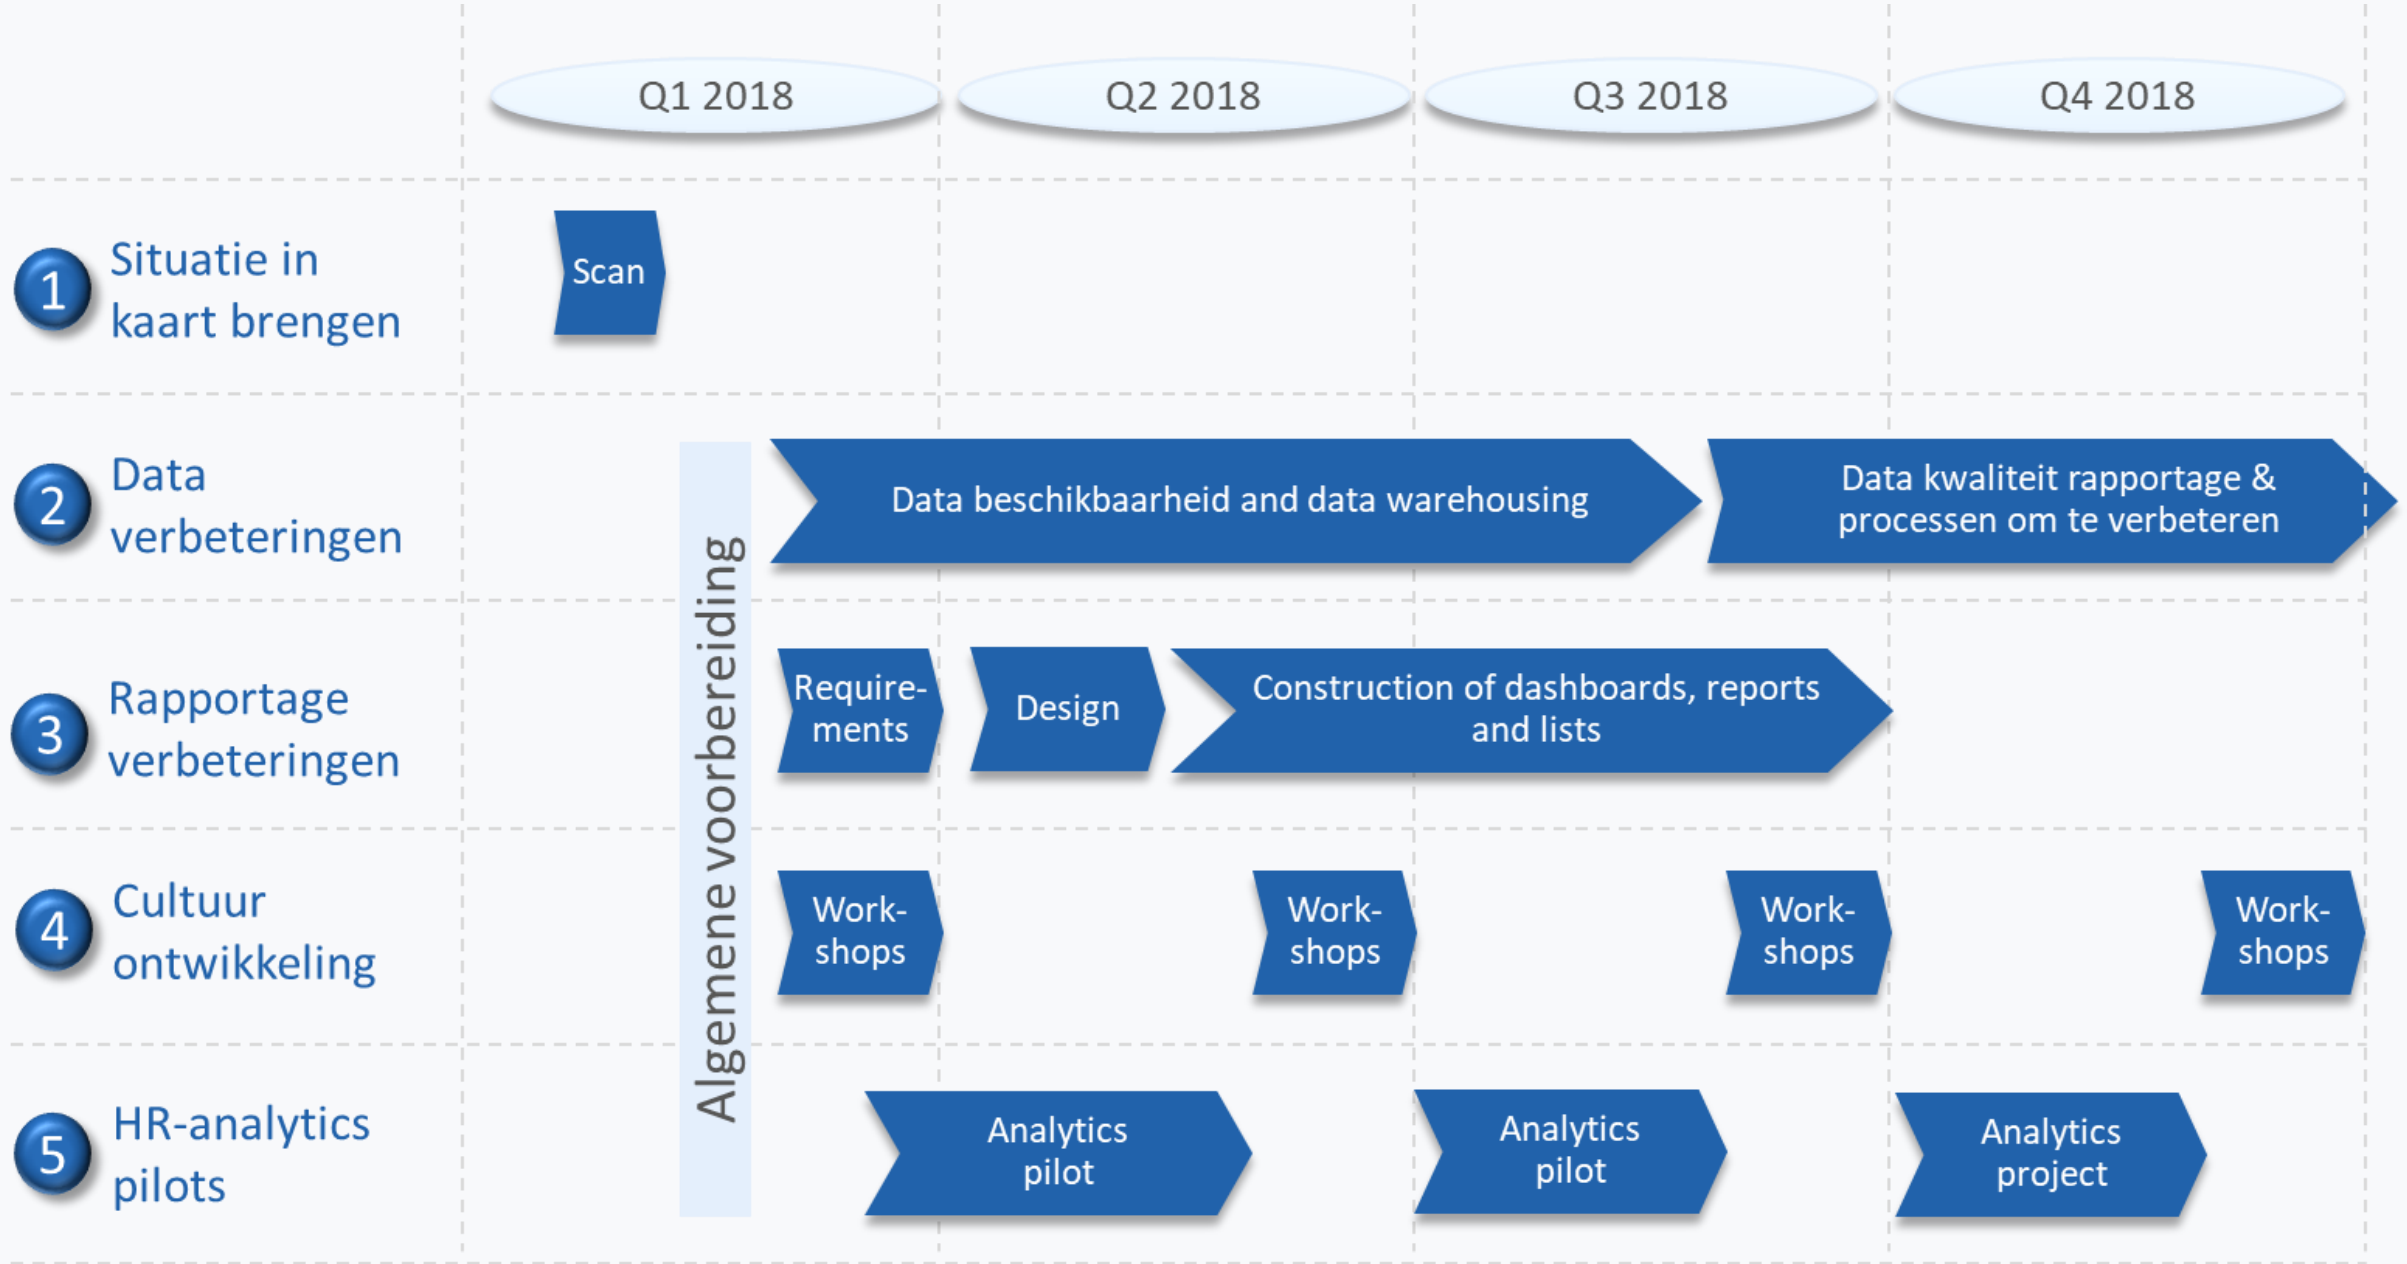 Q1 2018
Q2 2018
Q3 2018
Q4 2018
1
Situatie in
kaart brengen
Scan
2
Data
verbeteringen
Algemene voorbereiding
Data beschikbaarheid and data warehousing
Data kwaliteit rapportage &
processen om te verbeteren
3
Rapportage
verbeteringen
Require-
ments
Design
Construction of dashboards, reports
and lists
4
Cultuur
ontwikkeling
Work-
shops
Work-
shops
Work-
shops
Work-
shops
5
HR-analytics
pilots
Analytics
pilot
Analytics
pilot
Analytics
project